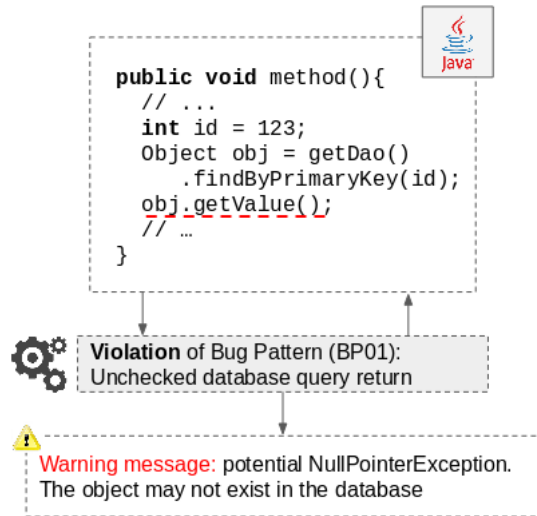 Java
public void method(){
// ...
int id = 123;
Object obj = getDao()
.findByPrimaryKey(id);
obj.getValue();
// …
}
Violation of Bug Pattern (BP01):
Unchecked database query return
!
Warning message: potential NullPointerException.
The object may not exist in the database